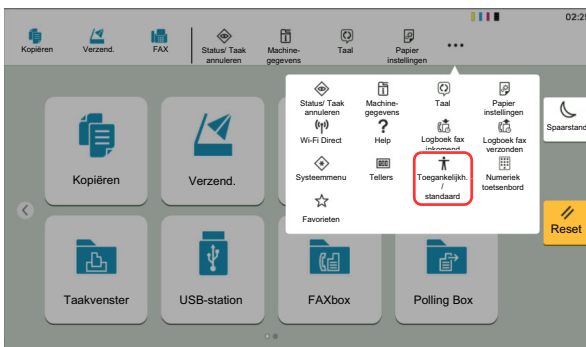 02:29
Kopiëren
Verzend.
FAX
Status/ Taak
annuleren
Machine-
gegevens
Taal
Papier
instellingen
Status/ Taak
annuleren
Machine-
gegevens
Taal
Papier
instellingen
Wi-Fi Direct
Help
Logboek fax
inkomend
Logboek fax
verzonden
Systeemmenu
Tellers
Toegankelijkh.
/
standaard
Numeriek
toetsenbord
Favorieten
Kopiëren
Verzend.
Spaarstand
Reset
Taakvenster
USB-station
FAXbox
Polling Box